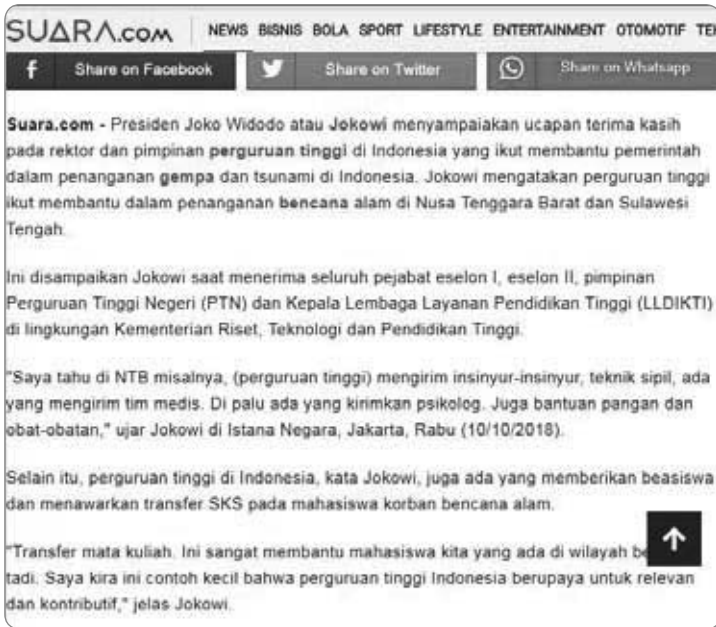 SUARA.COM NEWS BISNIS BOLA SPORT LIFESTYLE ENTERTAINMENT OTOMOTIF
f Share on Facebook Share on Twitter Share on Whatsapp
Suara.com - Presiden Joko Widodo atau Jokowi menyampaiakan ucapan terima kasih
pada rektor dan pimpinan perguruan tinggi di Indonesia yang ikut membantu pemerintah
dalam penanganan gempa dan tsunami di Indonesia. Jokowi mengatakan perguruan tinggi
ikut membantu dalam penanganan bencana alam di Nusa Tenggara Barat dan Sulawesi
Tengah.
Ini disampaikan Jokowi saat menerima seluruh pejabat eselon I, eselon II, pimpinan
Perguruan Tinggi Negeri (PTN) dan Kepala Lembaga Layanan Pendidikan Tinggi (LLDIKTI)
di lingkungan Kementerian Riset, Teknologi dan Pendidikan Tinggi.
"Saya tahu di NTB misalnya, (perguruan tinggi) mengirim insinyur-insinyur, teknik sipil, ada
yang mengirim tim medis. Di palu ada yang kirimkan psikolog. Juga bantuan pangan dan
obat-obatan," ujar Jokowi di Istana Negara, Jakarta, Rabu (10/10/2018).
Selain itu, perguruan tinggi di Indonesia, kata Jokowi, juga ada yang memberikan beasiswa
dan menawarkan transfer SKS pada mahasiswa korban bencana alam.
"Transfer mata kuliah. Ini sangat membantu mahasiswa kita yang ada di wilayah
tadi. Saya kira ini contoh kecil bahwa perguruan tinggi Indonesia berupaya untuk relevan
dan kontributif," jelas Jokowi.